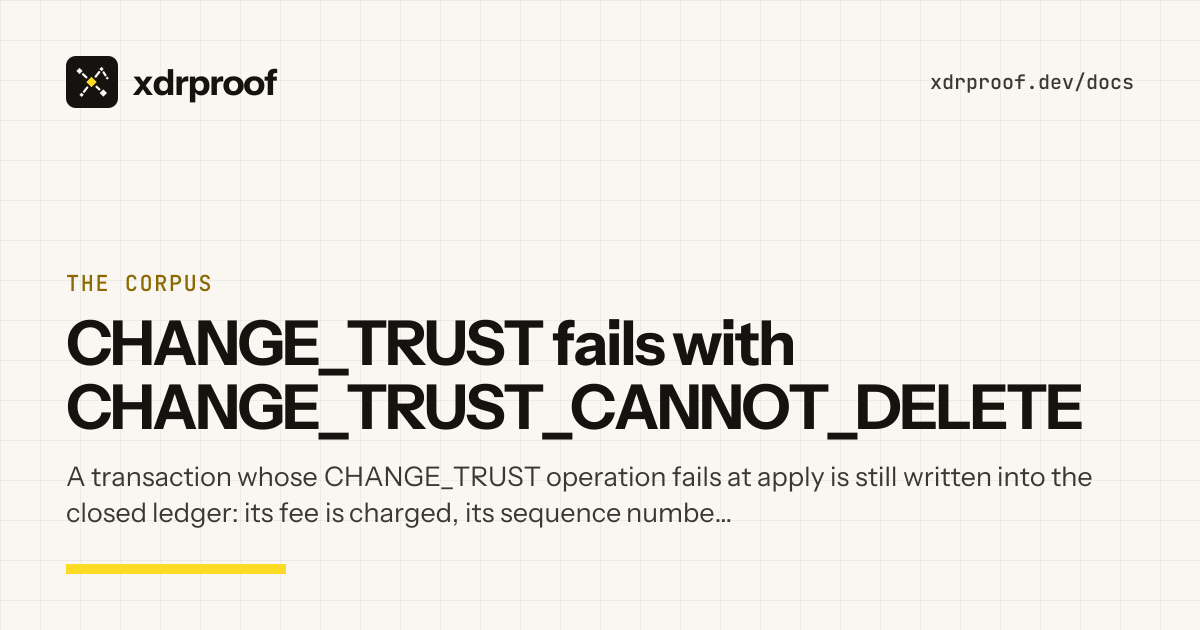 xdrproof
xdrproof.dev/docs
THE CORPUS
CHANGE_TRUST fails with
CHANGE_TRUST_CANNOT_DELETE
A transaction whose CHANGE_TRUST operation fails at apply is still written into the
closed ledger: its fee is charged, its sequence numbe...